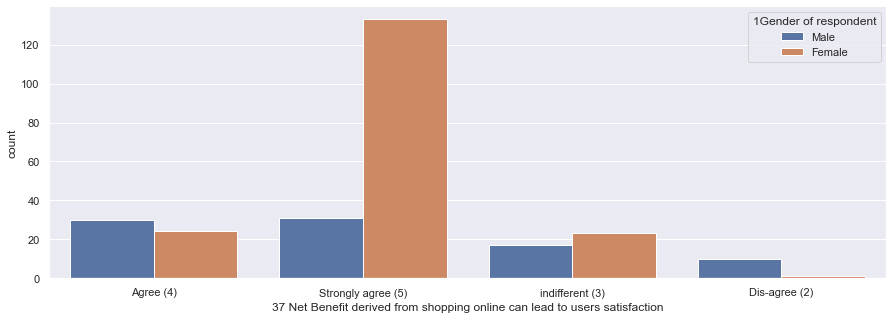 1Gender of respondent
Male
Female
count
120
100
80
60
40
20
0
Agree (4)
Strongly agree (5)
indifferent (3)
Dis-agree (2)
37 Net Benefit derived from shopping online can lead to users satisfaction